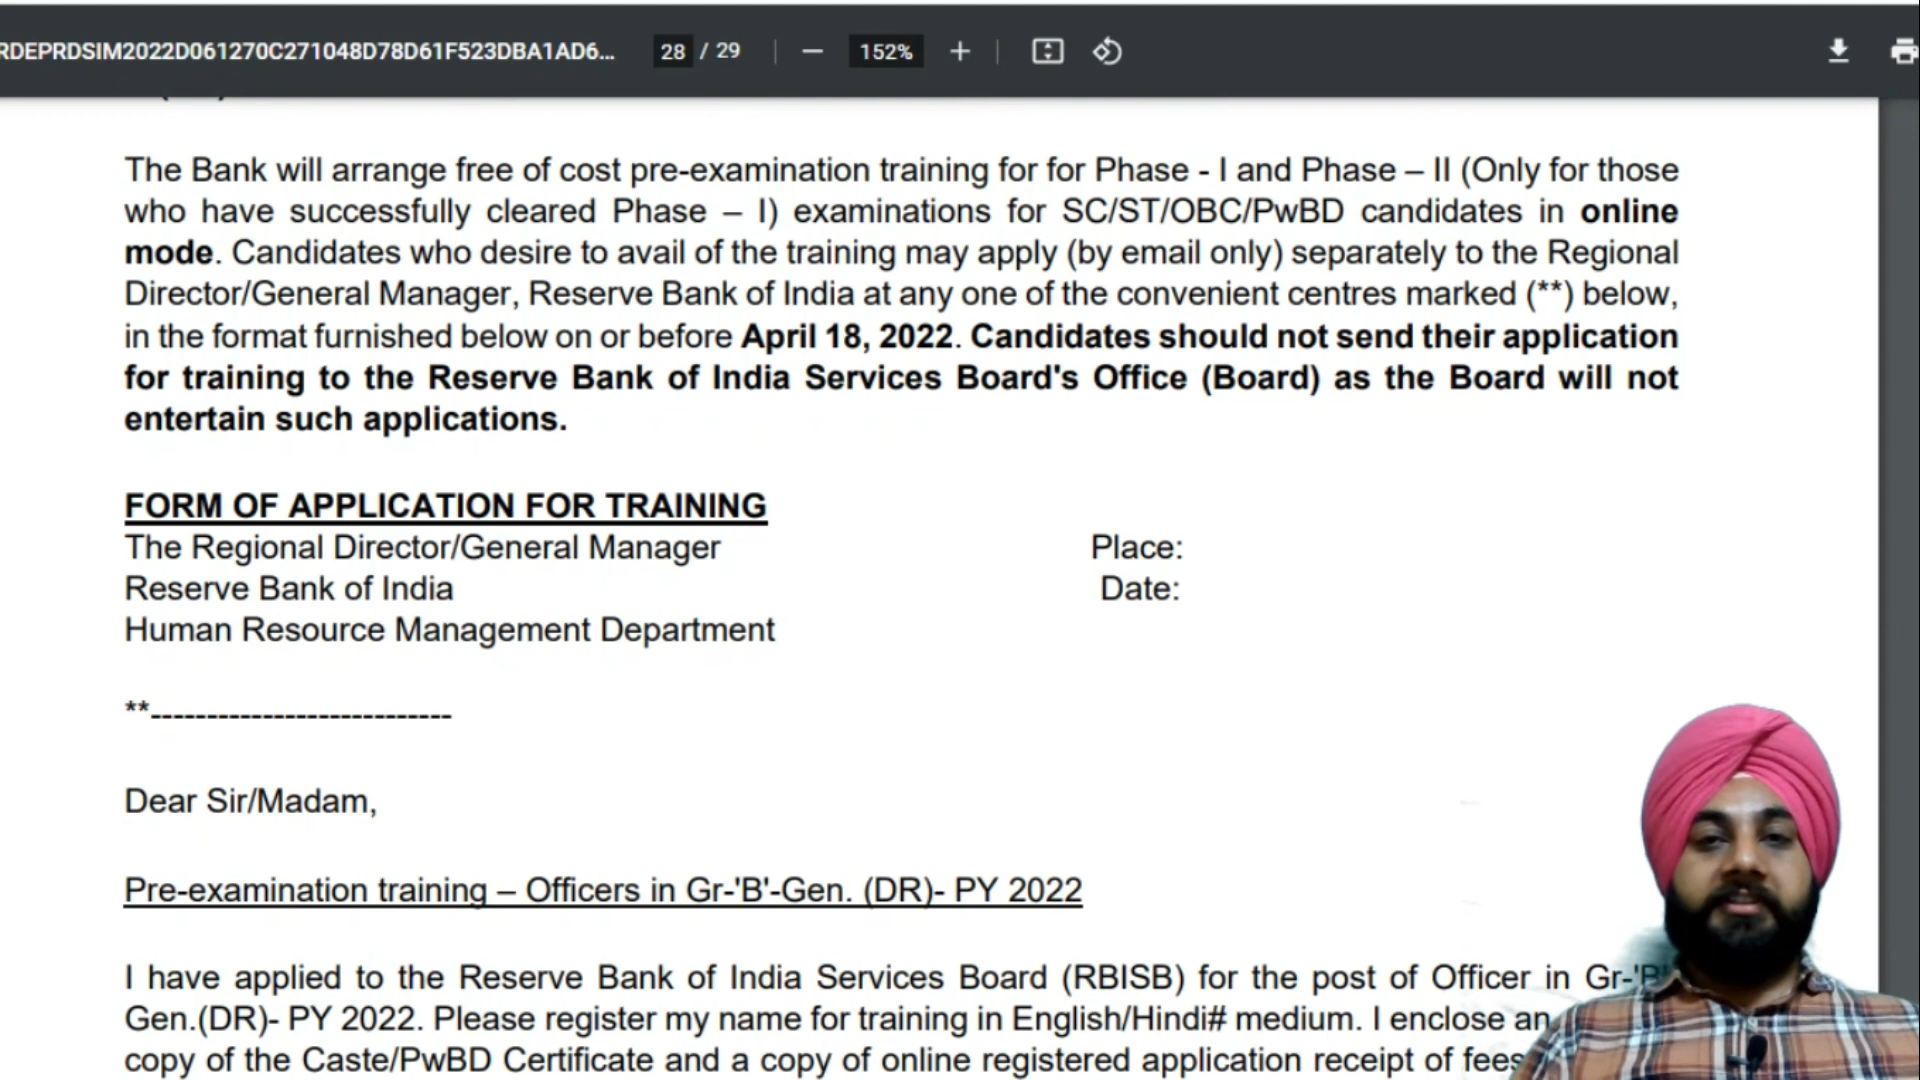 RDEPRDSIM2022D061270C271048D78D61F523DBA1AD6... 28 / 29 152%
The Bank will arrange free of cost pre-examination training for for Phase - I and Phase – II (Only for those
who have successfully cleared Phase – I) examinations for SC/ST/OBC/PwBD candidates in online
mode. Candidates who desire to avail of the training may apply (by email only) separately to the Regional
Director/General Manager, Reserve Bank of India at any one of the convenient centres marked (**) below,
in the format furnished below on or before April 18, 2022. Candidates should not send their application
for training to the Reserve Bank of India Services Board's Office (Board) as the Board will not
entertain such applications.
FORM OF APPLICATION FOR TRAINING
The Regional Director/General Manager Place:
Reserve Bank of India Date:
Human Resource Management Department
**---------------------------
Dear Sir/Madam,
Pre-examination training – Officers in Gr-'B'-Gen. (DR)- PY 2022
I have applied to the Reserve Bank of India Services Board (RBISB) for the post of Officer in Gr-'B'
Gen.(DR)- PY 2022. Please register my name for training in English/Hindi# medium. I enclose an
copy of the Caste/PwBD Certificate and a copy of online registered application receipt of fees